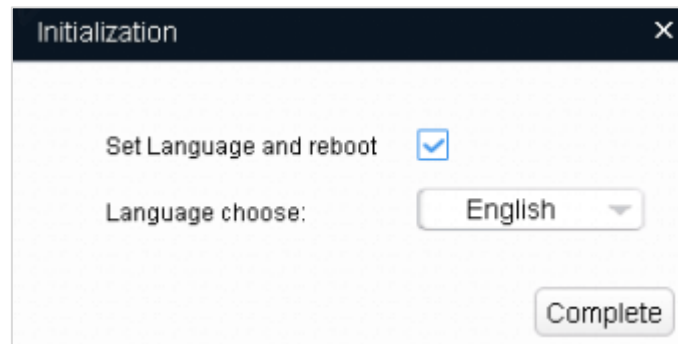 Initialization
Set Language and reboot
Language choose:
English
Complete